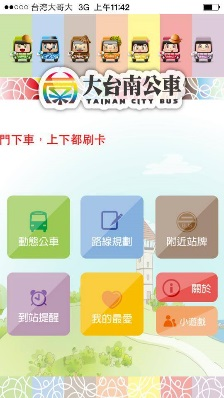 台灣大哥大 3G 上午11:42
大台南公車
TAINAN CITY BUS
門下車，上下都刷卡
動態公車
路線規劃
附近站牌
到站提醒
我的最愛
關於
小遊戲